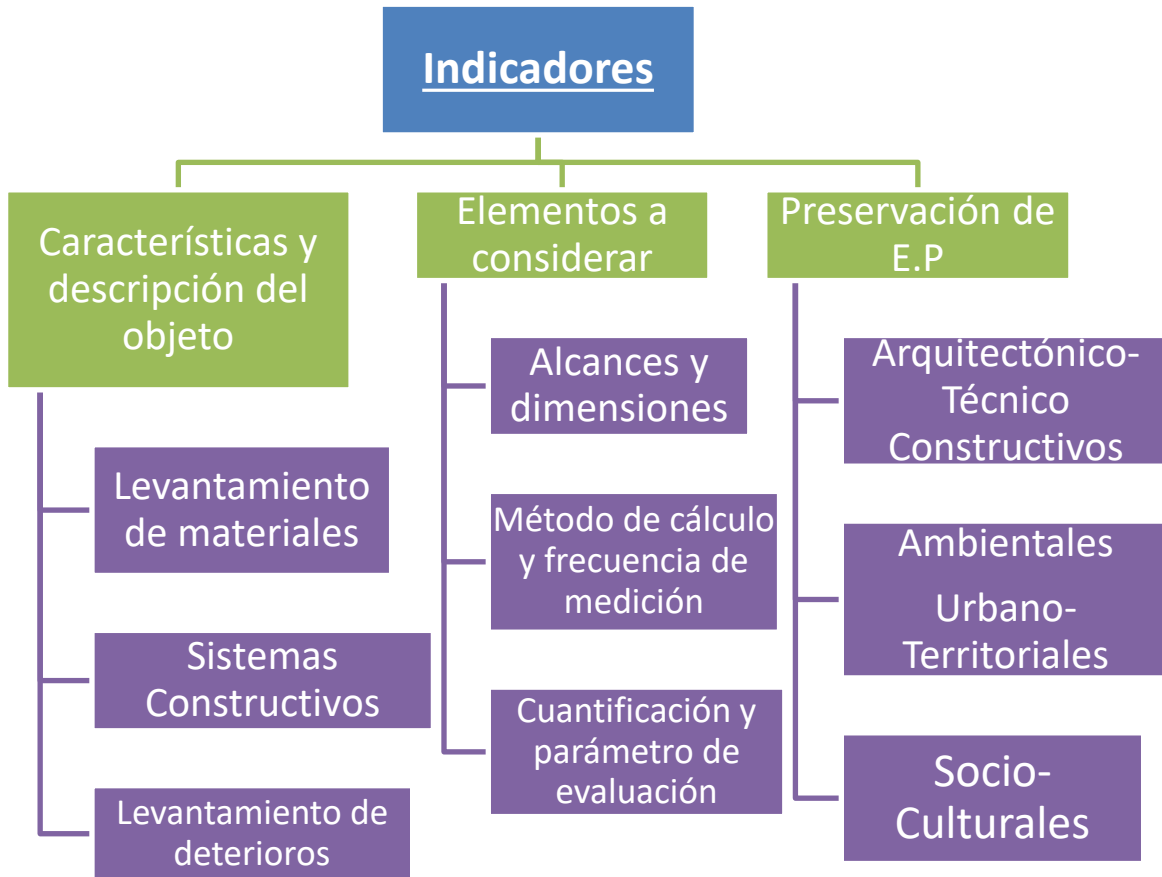 Indicadores
Características y
descripción del
objeto
Levantamiento
de materiales
Sistemas
Constructivos
Levantamiento de
deterioros
Elementos a
considerar
Alcances y
dimensiones
Método de cálculo
y frecuencia de
medición
Cuantificación y
parámetro de
evaluación
Preservación de
E.P
Arquitectónico-
Técnico
Constructivos
Ambientales
Urbano-
Territoriales
Socio-
Culturales